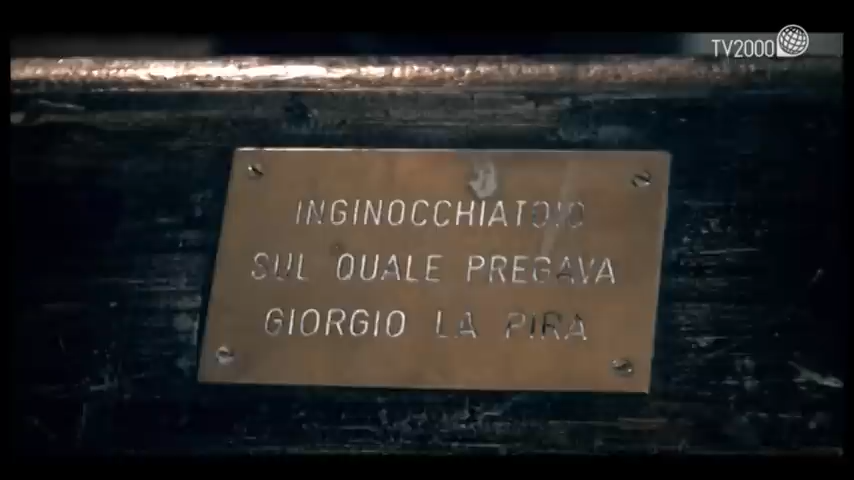 TV2000
INGINOCCHIATOIO
SUL QUALE PREGAVA
GIORGIO LA PIRA